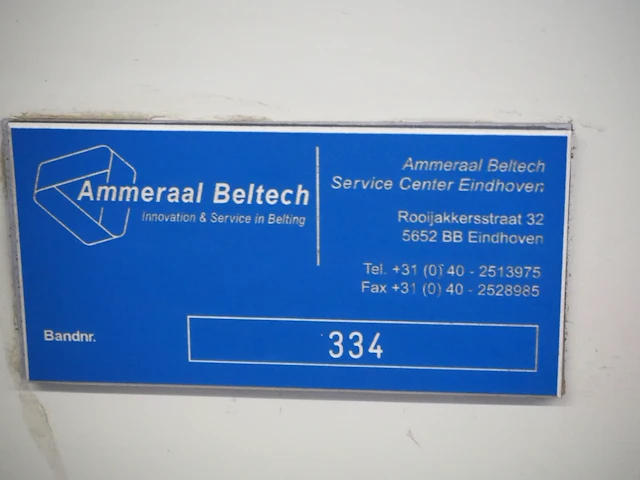 Ammeraal Beltech
Innovation & Service in Belting
Ammeraal Beltech
Service Center Eindhoven
Rooijakkersstraat 32
5652 BB Eindhoven
Tel. +31 (0) 40 - 2513975
Fax +31 (0) 40 - 2528985
Bandnr.
334